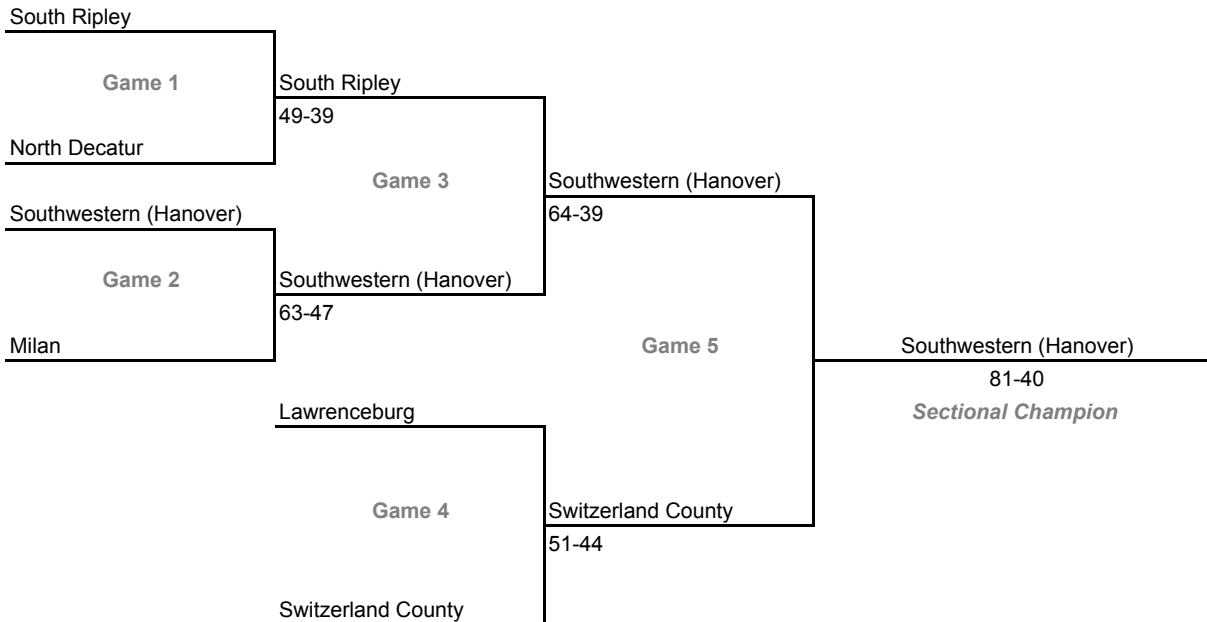 South Ripley
Game 1
South Ripley
49-39
North Decatur
Game 3
Southwestern (Hanover)
Southwestern (Hanover)
64-39
Game 2
Southwestern (Hanover)
63-47
Milan
Game 5
Southwestern (Hanover)
81-40
Lawrenceburg
Sectional Champion
Game 4
Switzerland County
51-44
Switzerland County